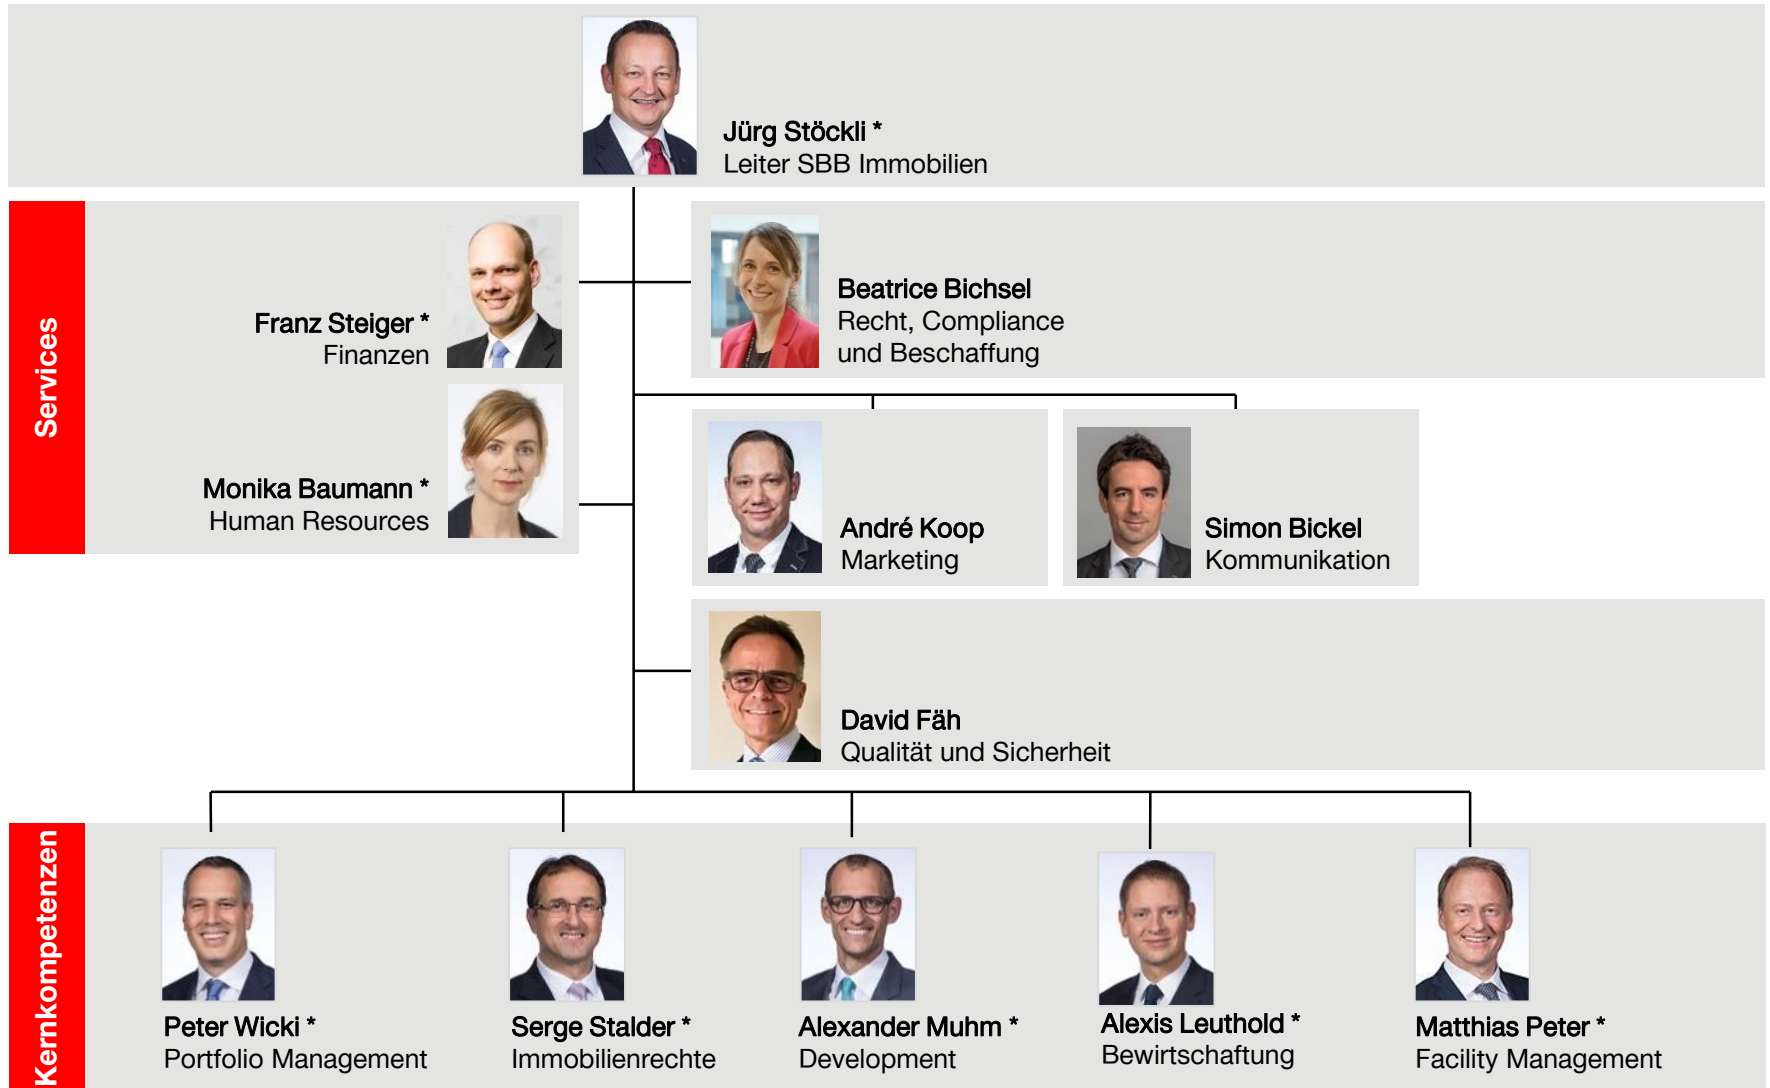 Jürg Stöckli *
Leiter SBB Immobilien
Services
Franz Steiger *
Finanzen
Beatrice Bichsel
Recht, Compliance
und Beschaffung
Monika Baumann *
Human Resources
André Koop
Marketing
Simon Bickel
Kommunikation
David Fäh
Qualität und Sicherheit
Kernkompetenzen
Peter Wicki *
Portfolio Management
Serge Stalder *
Immobilienrechte
Alexander Muhm *
Development
Alexis Leuthold *
Bewirtschaftung
Matthias Peter *
Facility Management